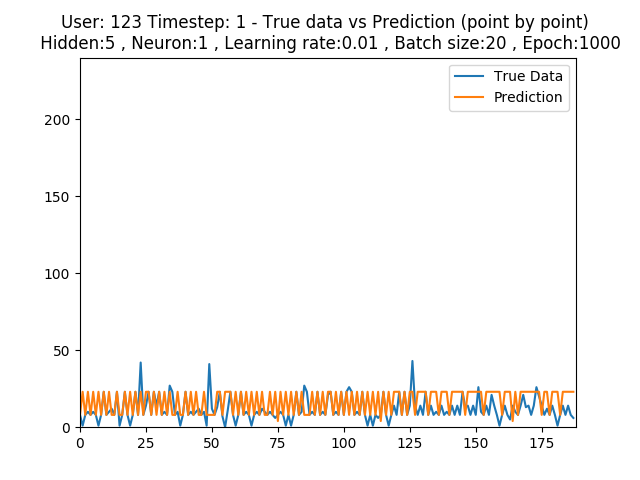 User: 123 Timestep: 1 - True data vs Prediction (point by point)
Hidden:5 , Neuron:1 , Learning rate:0.01 , Batch size:20 , Epoch:1000
True Data
Prediction
200
150
100
50
0
0 25 50 75 100 125 150 175